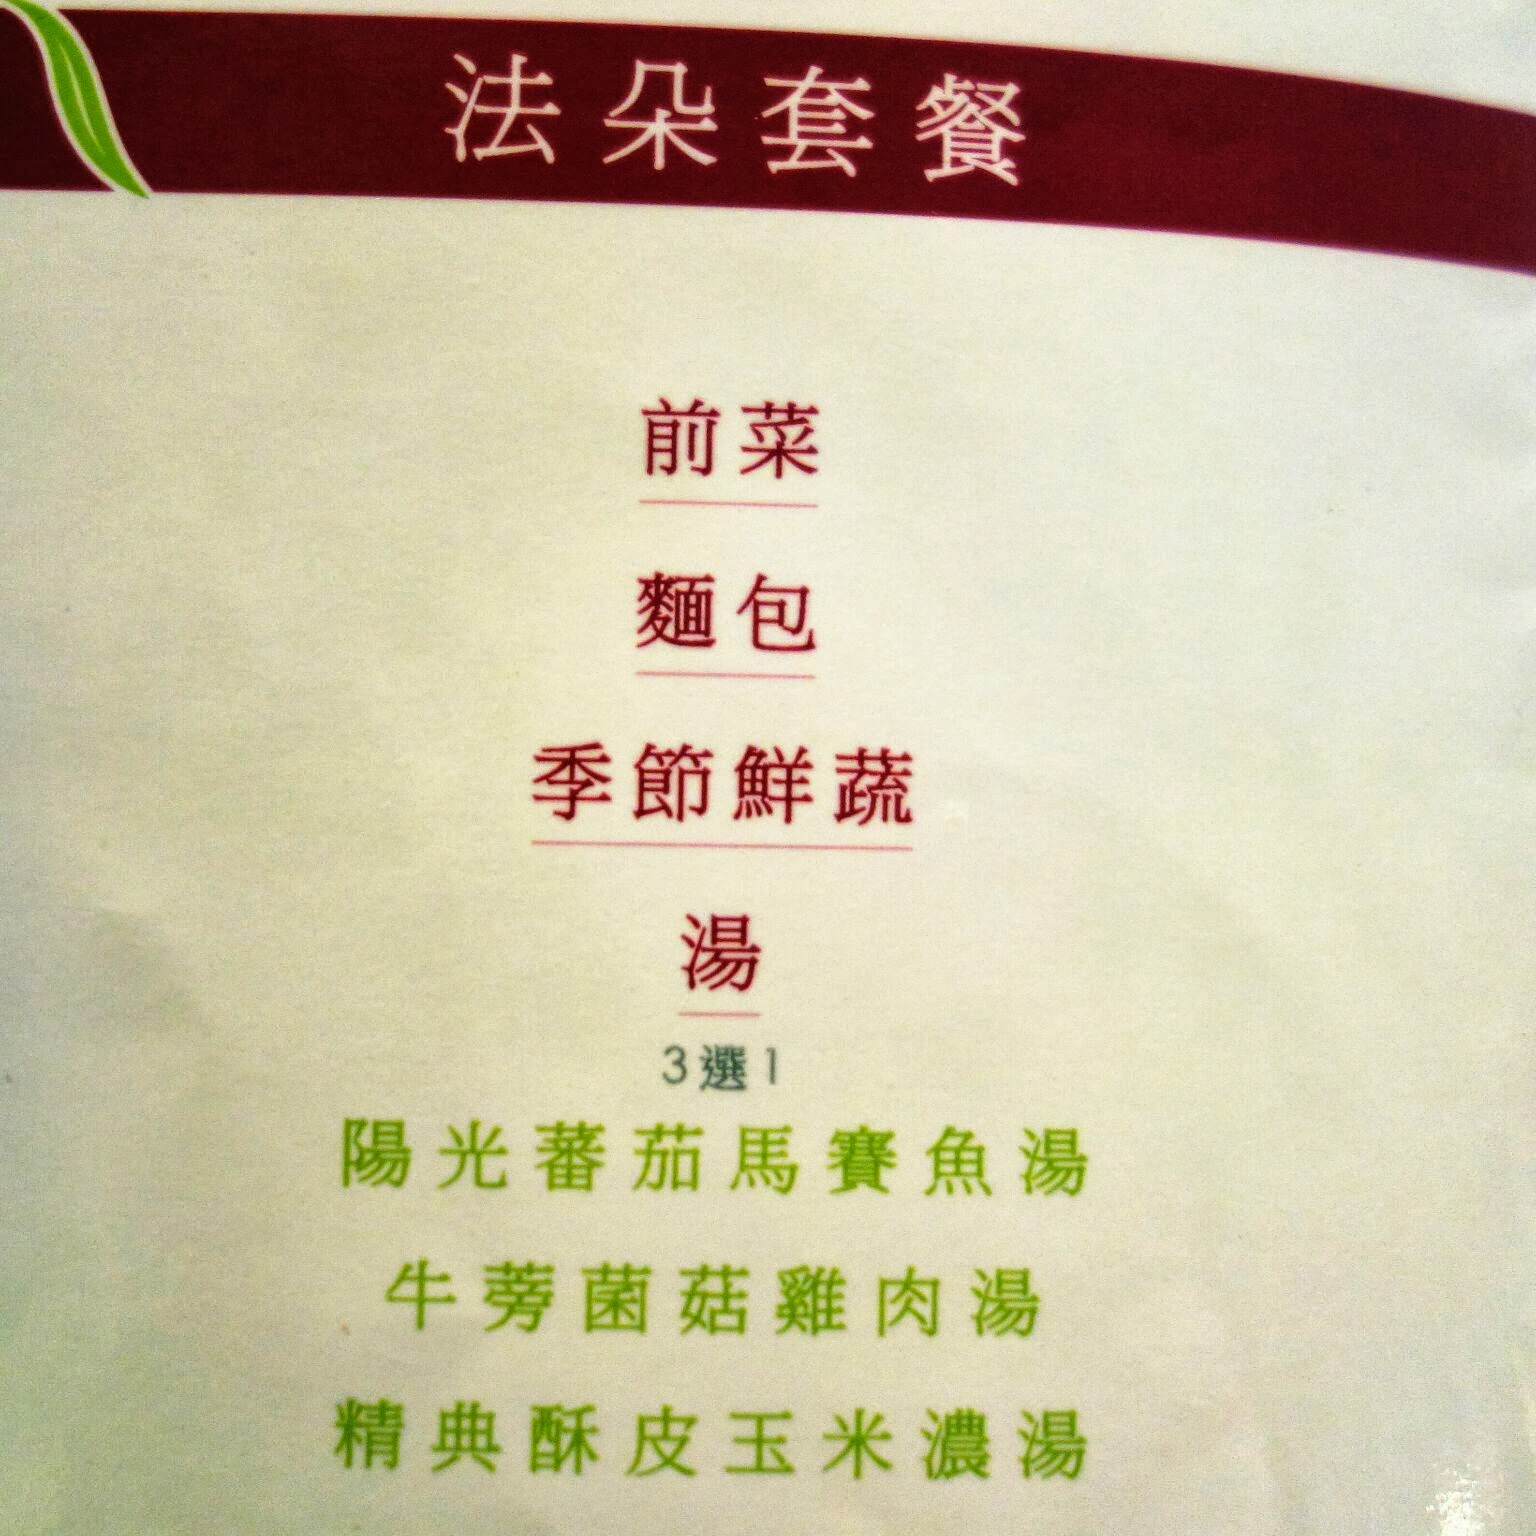 法朵套餐
前菜
麵包
季節鮮蔬
湯
3選1
陽光蕃茄馬賽魚湯
牛蒡菌菇雞肉湯
精典酥皮玉米濃湯